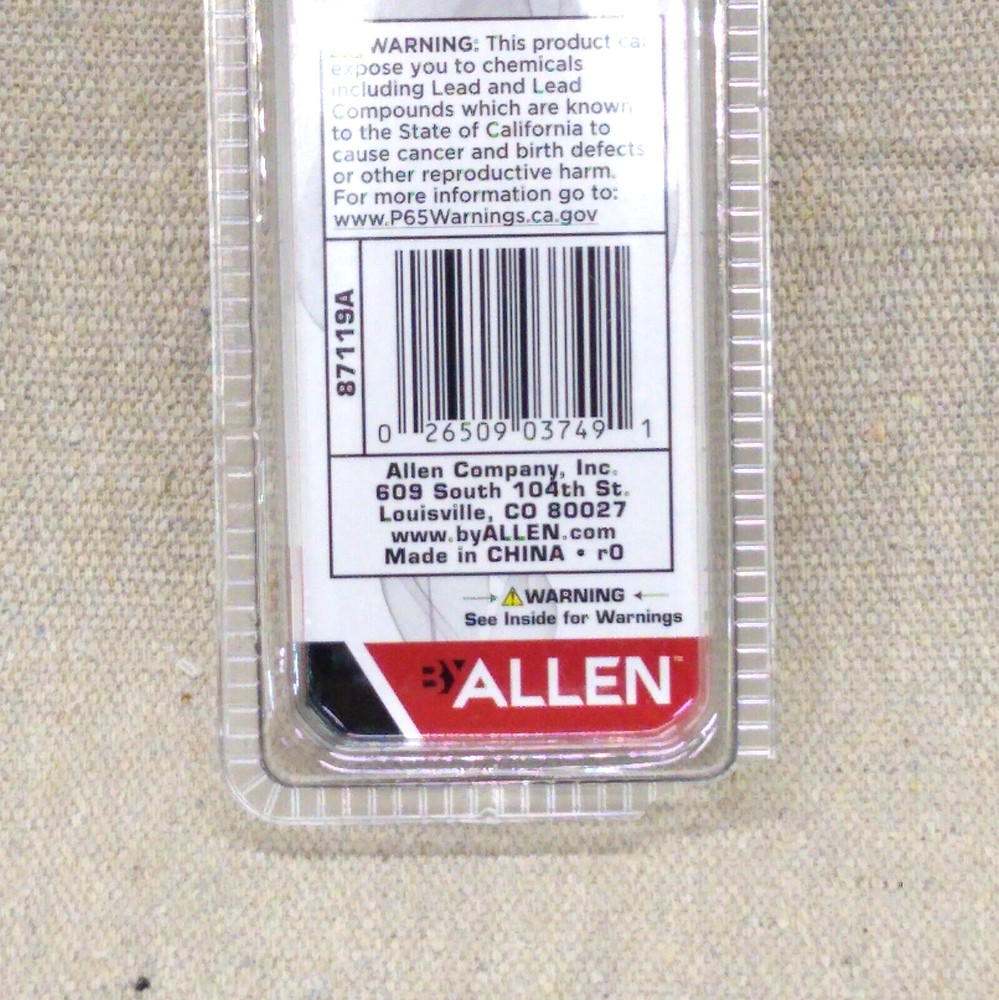 WARNING: This product ca
expose you to chemicals
including Lead and Lead
Compounds which are known
to the State of California to
cause cancer and birth defects
or other reproductive harm.
For more information go to:
www.P65Warnings.ca.gov
87119A
0 26509 03749 1
Allen Company, Inc.
609 South 104th St.
Louisville, CO 80027
www.byALLEN.com
Made in CHINA • r0
WARNING
See Inside for Warnings
BY ALLEN™